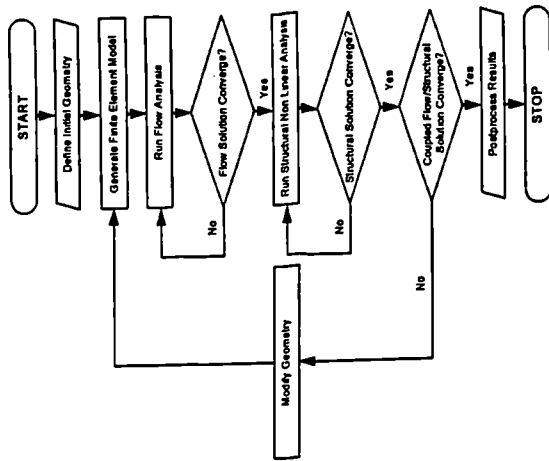 START
Define Initial Geometry
Generate Finite Element Model
Run Flow Analysis
Flow Solution Converge?
No
Yes
Run Structural Non Linear Analysis
Structural Solution Converge?
No
Yes
Coupled Flow/Structural
Solution Converge?
No
Yes
Modify Geometry
Postprocess Results
STOP